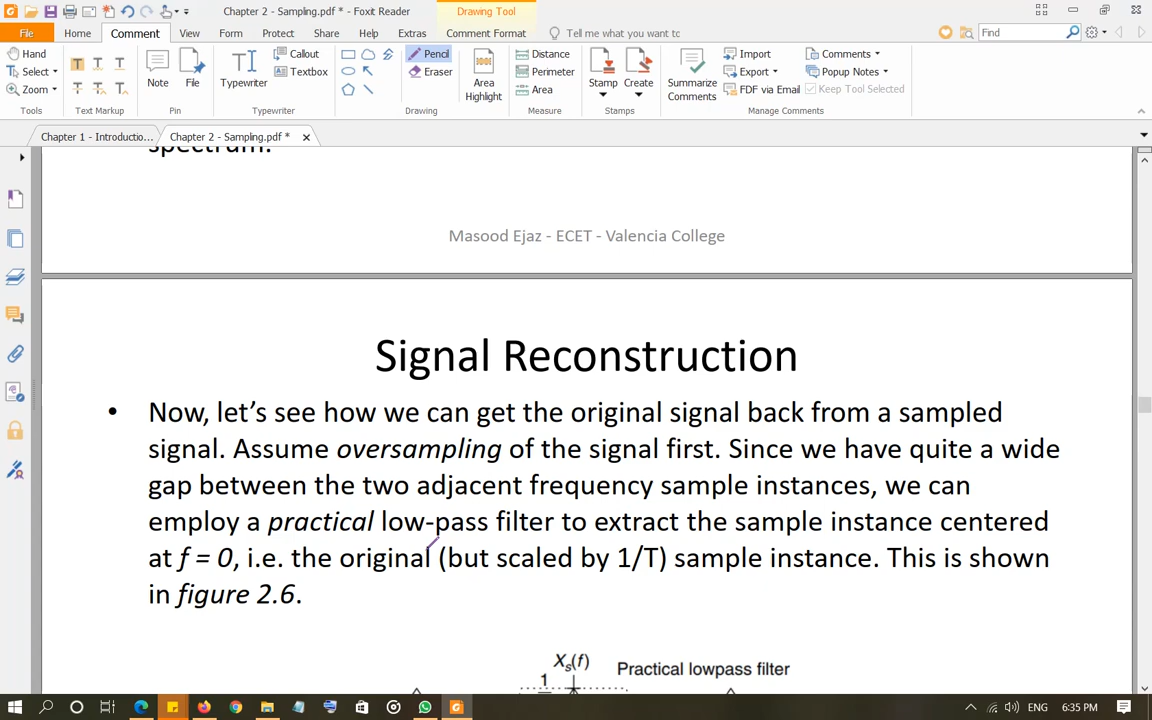 Chapter 2 - Sampling.pdf * - Foxit Reader
Drawing Tool
File Home Comment View Form Protect Share Help Extras Comment Format Tell me what you want to do Find
Hand
Select
Zoom
Tools
Text Markup
Note
File
Pin
Typewriter
Callout
Textbox
Typewriter
Pencil
Eraser
Drawing
Area
Highlight
Distance
Perimeter
Area
Measure
Stamp
Create
Stamps
Summarize
Comments
Import
Export
FDF via Email
Comments
Popup Notes
Keep Tool Selected
Manage Comments
Chapter 1 - Introductio...
Chapter 2 - Sampling.pdf *
spectrum.
Masood Ejaz - ECET - Valencia College
Signal Reconstruction
• Now, let’s see how we can get the original signal back from a sampled
signal. Assume oversampling of the signal first. Since we have quite a wide
gap between the two adjacent frequency sample instances, we can
employ a practical low-pass filter to extract the sample instance centered
at f = 0, i.e. the original (but scaled by 1/T) sample instance. This is shown
in figure 2.6.
Xs(f)
Practical lowpass filter
1
ENG 6:35 PM